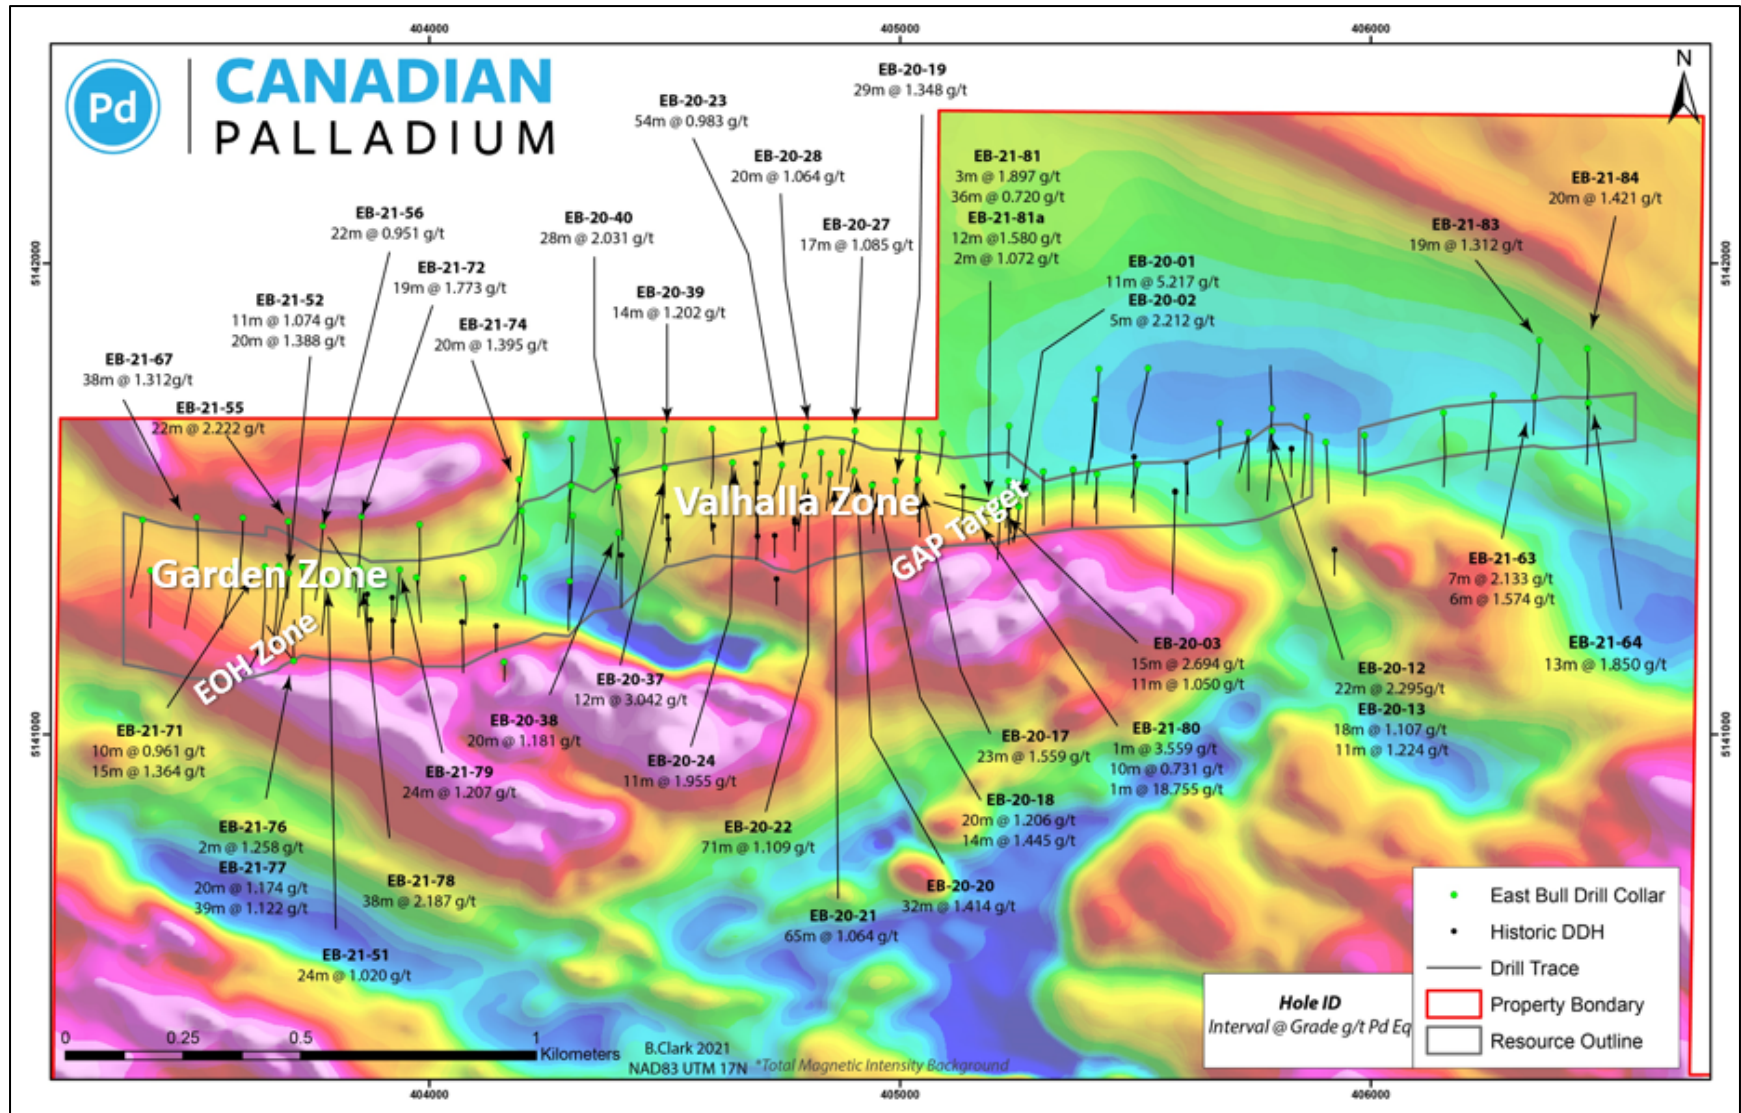 404000
405000
406000
Pd
CANADIAN
PALLADIUM
N
EB-20-19
29m @ 1.348 g/t
EB-20-23
54m @ 0.983 g/t
EB-20-28
20m @ 1.064 g/t
EB-21-81
3m @ 1.897 g/t
36m @ 0.720 g/t
EB-21-81a
12m @1.580 g/t
2m @ 1.072 g/t
EB-21-84
20m @ 1.421 g/t
EB-21-56
22m @ 0.951 g/t
EB-20-40
28m @ 2.031 g/t
EB-20-27
17m @ 1.085 g/t
EB-21-83
19m @ 1.312 g/t
5142000
5142000
EB-21-72
19m @ 1.773 g/t
EB-20-01
11m @ 5.217 g/t
EB-20-02
5m @ 2.212 g/t
EB-21-52
11m @ 1.074 g/t
20m @ 1.388 g/t
EB-20-39
14m @ 1.202 g/t
EB-21-74
20m @ 1.395 g/t
EB-21-67
38m @ 1.312g/t
EB-21-55
22m @ 2.222 g/t
Valhalla Zone
GAP Target
Garden Zone
EOH Zone
EB-21-63
7m @ 2.133 g/t
6m @ 1.574 g/t
EB-20-03
15m @ 2.694 g/t
11m @ 1.050 g/t
EB-21-64
13m @ 1.850 g/t
EB-20-12
22m @ 2.295g/t
EB-20-13
18m @ 1.107 g/t
11m @ 1.224 g/t
EB-20-37
12m @ 3.042 g/t
EB-20-38
20m @ 1.181 g/t
5141000
5141000
EB-21-71
10m @ 0.961 g/t
15m @ 1.364 g/t
EB-20-17
23m @ 1.559 g/t
EB-21-80
1m @ 3.559 g/t
10m @ 0.731 g/t
1m @ 18.755 g/t
EB-20-24
11m @ 1.955 g/t
EB-21-79
24m @ 1.207 g/t
EB-20-18
20m @ 1.206 g/t
14m @ 1.445 g/t
EB-21-76
2m @ 1.258 g/t
EB-21-77
20m @ 1.174 g/t
39m @ 1.122 g/t
EB-20-22
71m @ 1.109 g/t
EB-21-78
38m @ 2.187 g/t
EB-20-20
32m @ 1.414 g/t
EB-20-21
65m @ 1.064 g/t
EB-21-51
24m @ 1.020 g/t
East Bull Drill Collar
Historic DDH
Drill Trace
Property Bondary
Resource Outline
Hole ID
Interval @ Grade g/t Pd Eq
0 0.25 0.5 1
Kilometers
B.Clark 2021
NAD83 UTM 17N
*Total Magnetic Intensity Background
404000
405000
406000